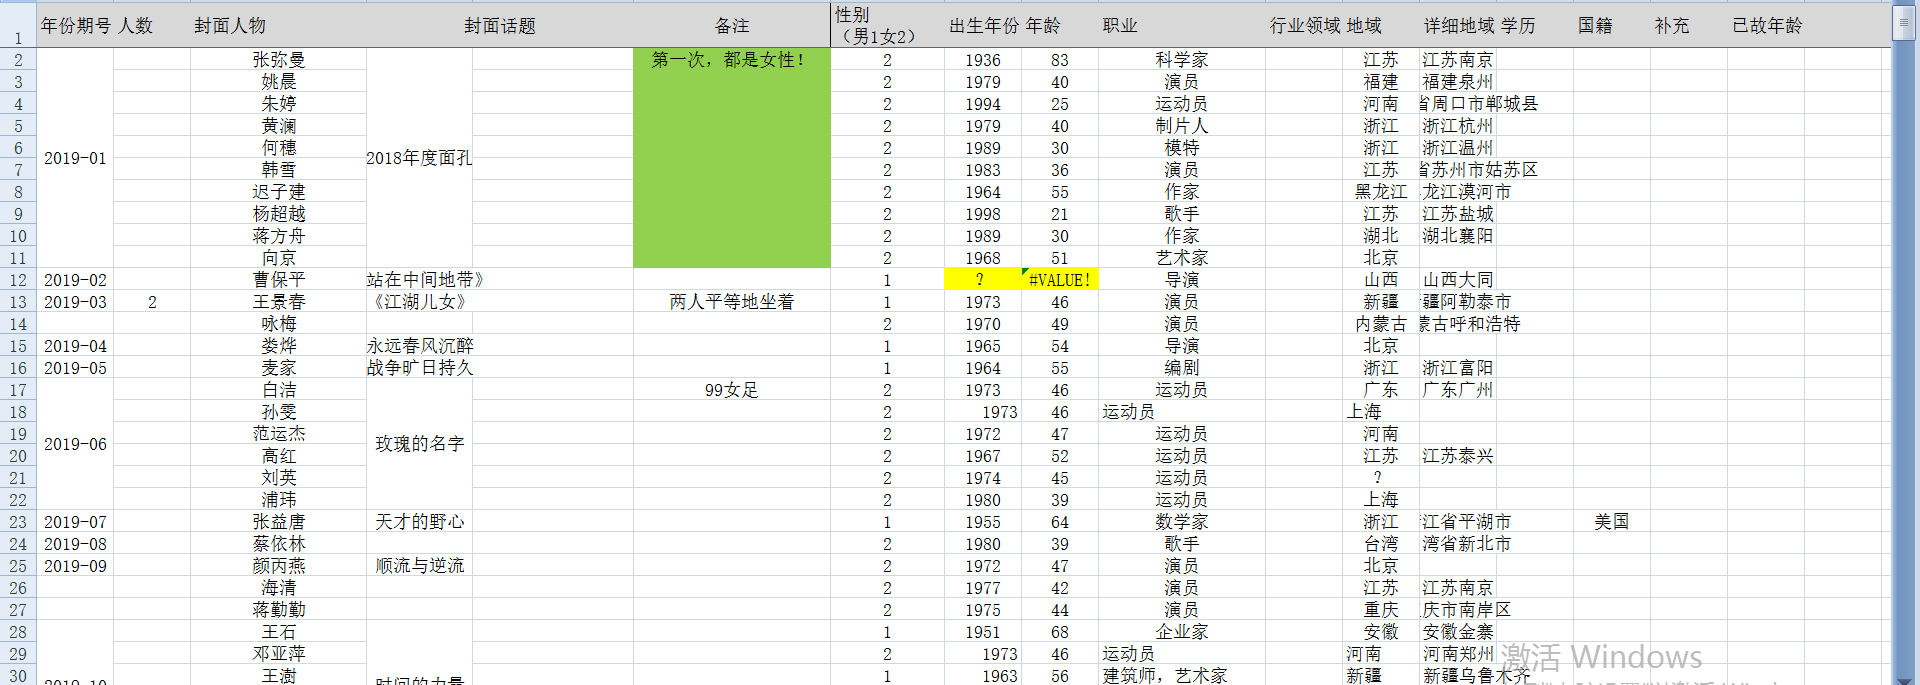 1 年份期号 人数 封面人物 封面话题 备注 性别（男1女2） 出生年份 年龄 职业 行业领域 地域 详细地域 学历 国籍 补充 已故年龄
2 张弥曼 第一次，都是女性！ 2 1936 83 科学家 江苏 江苏南京
3 姚晨 2 1979 40 演员 福建 福建泉州
4 朱婷 2 1994 25 运动员 河南 省周口市郸城县
5 黄澜 2 1979 40 制片人 浙江 浙江杭州
6 何穗 2 1989 30 模特 浙江 浙江温州
2019-01 2018年度面孔
7 韩雪 2 1983 36 演员 江苏 省苏州市姑苏区
8 迟子建 2 1964 55 作家 黑龙江 龙江漠河市
9 杨超越 2 1998 21 歌手 江苏 江苏盐城
10 蒋方舟 2 1989 30 作家 湖北 湖北襄阳
11 向京 2 1968 51 艺术家 北京
12 2019-02 曹保平 站在中间地带》 1 ? #VALUE! 导演 山西 山西大同
13 2019-03 2 王景春 《江湖儿女》 两人平等地坐着 1 1973 46 演员 新疆 疆阿勒泰市
14 咏梅 2 1970 49 演员 内蒙古 蒙古呼和浩特
15 2019-04 娄烨 永远春风沉醉 1 1965 54 导演 北京
16 2019-05 麦家 战争旷日持久 1 1964 55 编剧 浙江 浙江富阳
17 白洁 99女足 2 1973 46 运动员 广东 广东广州
18 孙雯 2 1973 46 运动员 上海
19 范运杰 2 1972 47 运动员 河南
2019-06 玫瑰的名字
20 高红 2 1967 52 运动员 江苏 江苏泰兴
21 刘英 2 1974 45 运动员 ?
22 浦玮 2 1980 39 运动员 上海
23 2019-07 张益唐 天才的野心 1 1955 64 数学家 浙江 江省平湖市 美国
24 2019-08 蔡依林 2 1980 39 歌手 台湾 湾省新北市
25 2019-09 颜丙燕 顺流与逆流 2 1972 47 演员 北京
26 海清 2 1977 42 演员 江苏 江苏南京
27 蒋勤勤 2 1975 44 演员 重庆 庆市南岸区
28 王石 1 1951 68 企业家 安徽 安徽金寨
29 邓亚萍 2 1973 46 运动员 河南 河南郑州
激活 Windows
30 王澍 1 1963 56 建筑师，艺术家 新疆 新疆乌鲁木齐
2019-10 时间的力量